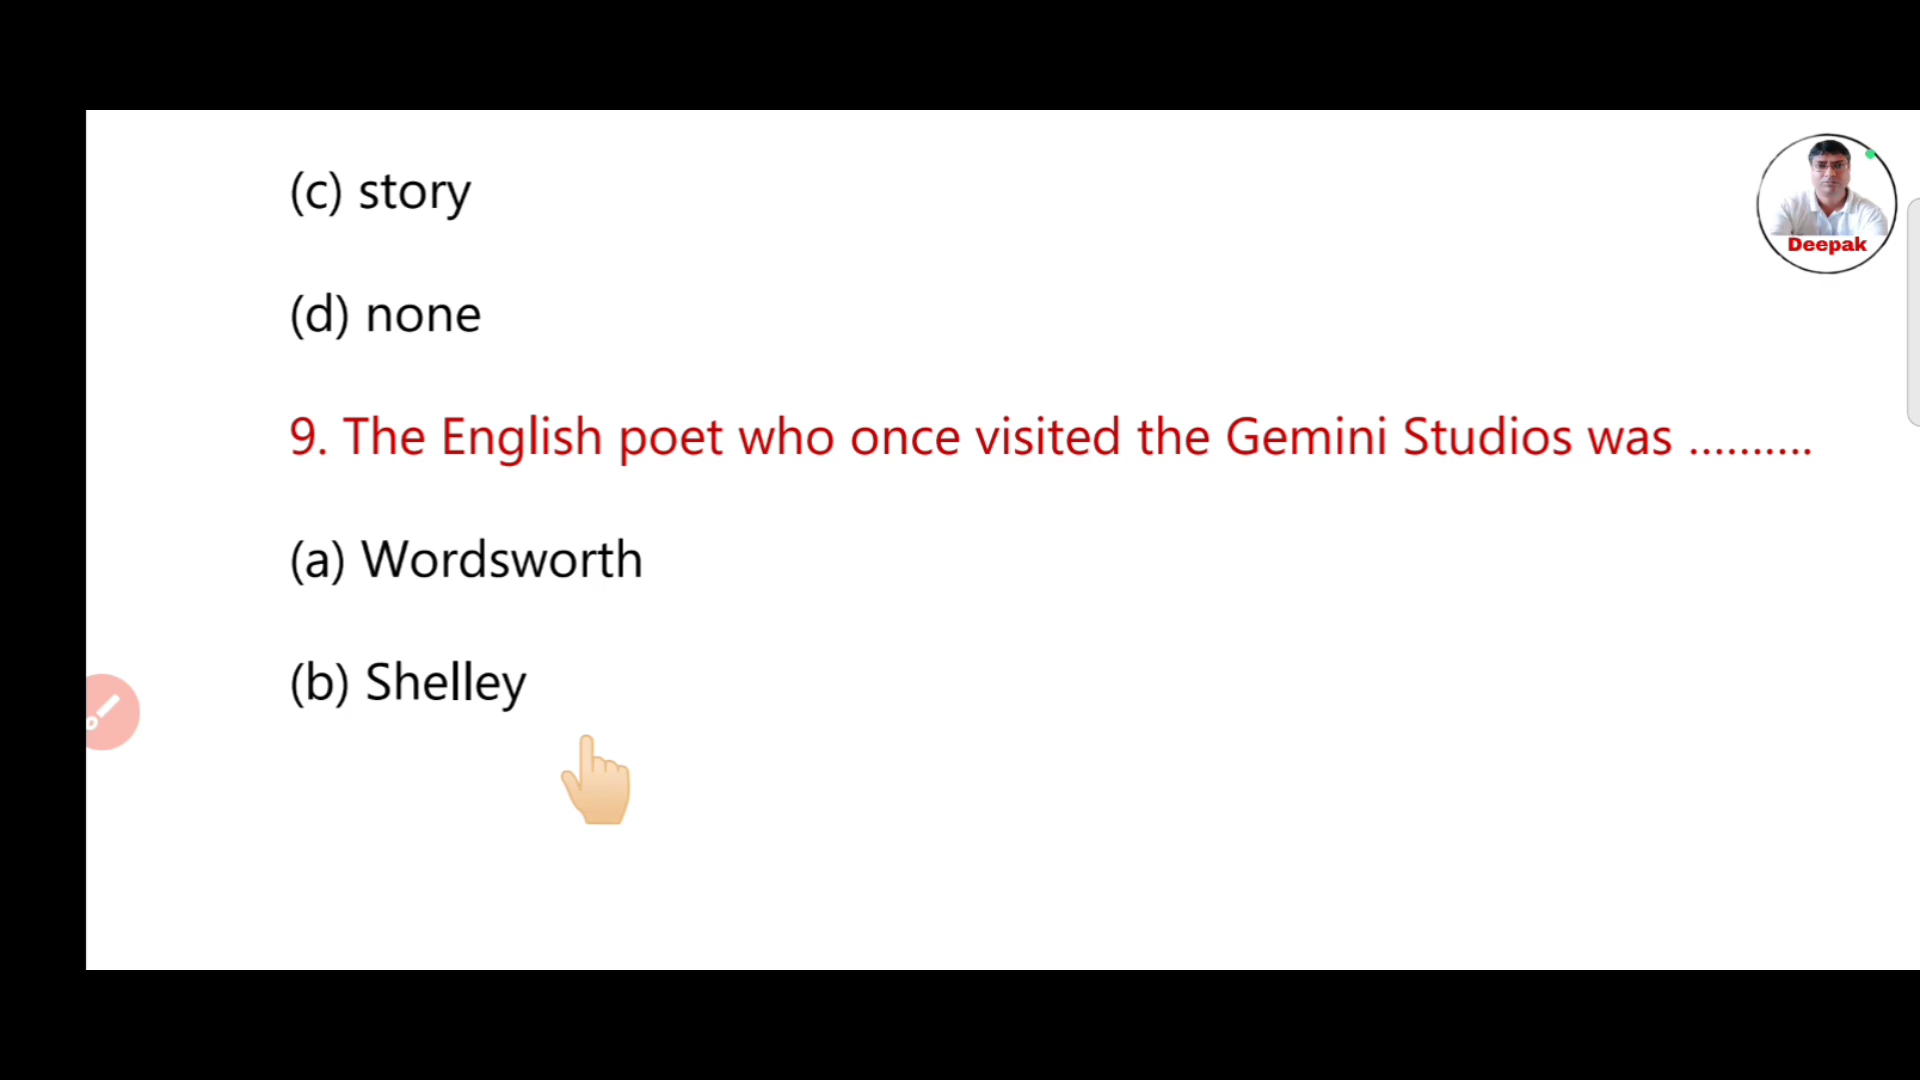 (c) story
Deepak
(d) none
9. The English poet who once visited the Gemini Studios was ..........
(a) Wordsworth
(b) Shelley